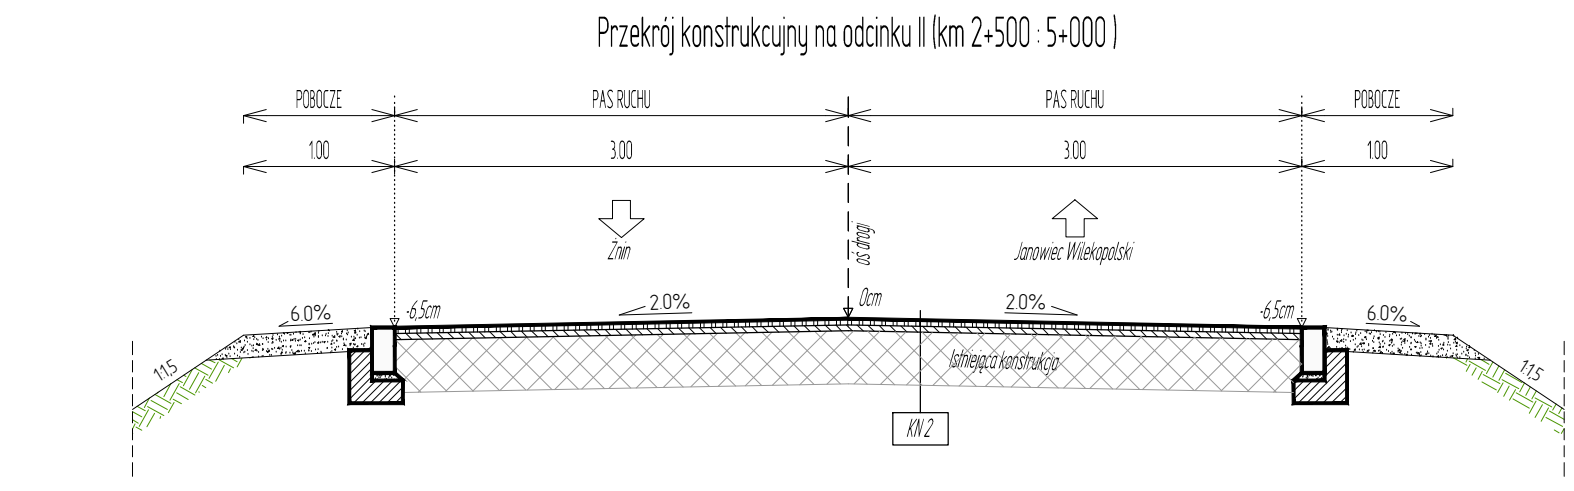 Przekrój konstrukcyjny na odcinku II (km 2+500 : 5+000 )
POBOCZE PAS RUCHU PAS RUCHU POBOCZE
1.00 3.00 3.00 1.00
Żnin
oś drogi
Janowiec Wilekopolski
6.0% -6,5cm 2.0% 0cm 2.0% -6,5cm 6.0%
1:1,5 Istniejąca konstrukcja 1:1,5
KN 2